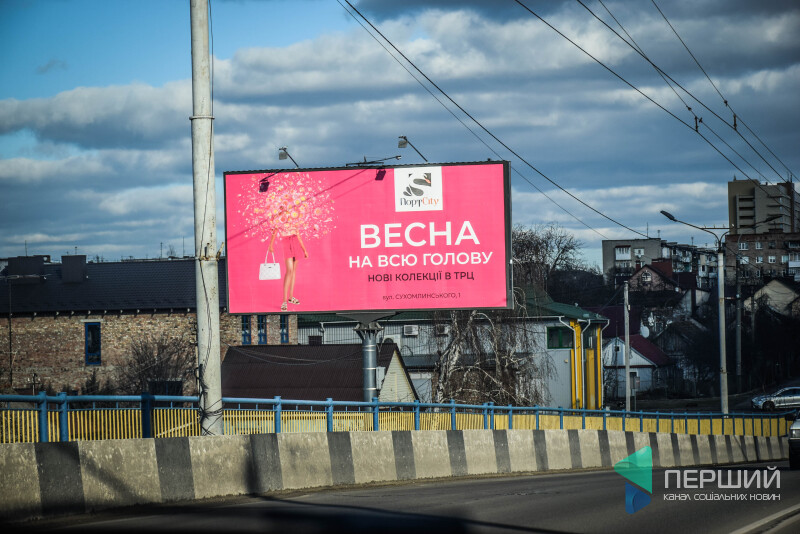 ПортCity
ВЕСНА
НА ВСЮ ГОЛОВУ
НОВІ КОЛЕКЦІЇ В ТРЦ
вул. СУХОМЛИНСЬКОГО, 1
ПЕРШИЙ
КАНАЛ СОЦІАЛЬНИХ НОВИН